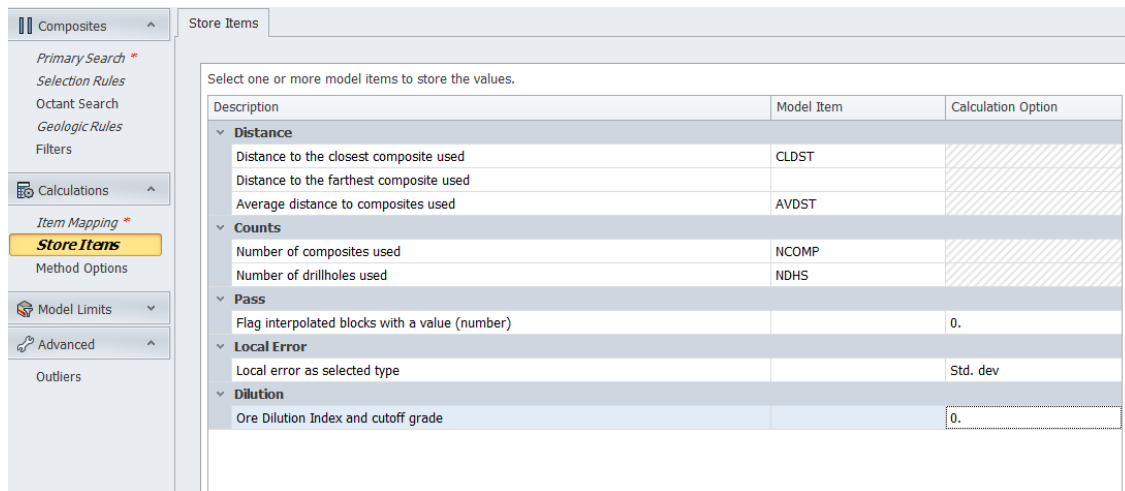 Composites
Primary Search *
Selection Rules
Octant Search
Geologic Rules
Filters
Calculations
Item Mapping *
Store Items
Method Options
Model Limits
Advanced
Outliers
Store Items
Select one or more model items to store the values.
Description Model Item Calculation Option
Distance
Distance to the closest composite used CLDST
Distance to the farthest composite used
Average distance to composites used AVDST
Counts
Number of composites used NCOMP
Number of drillholes used NDHS
Pass
Flag interpolated blocks with a value (number) 0.
Local Error
Local error as selected type Std. dev
Dilution
Ore Dilution Index and cutoff grade 0.